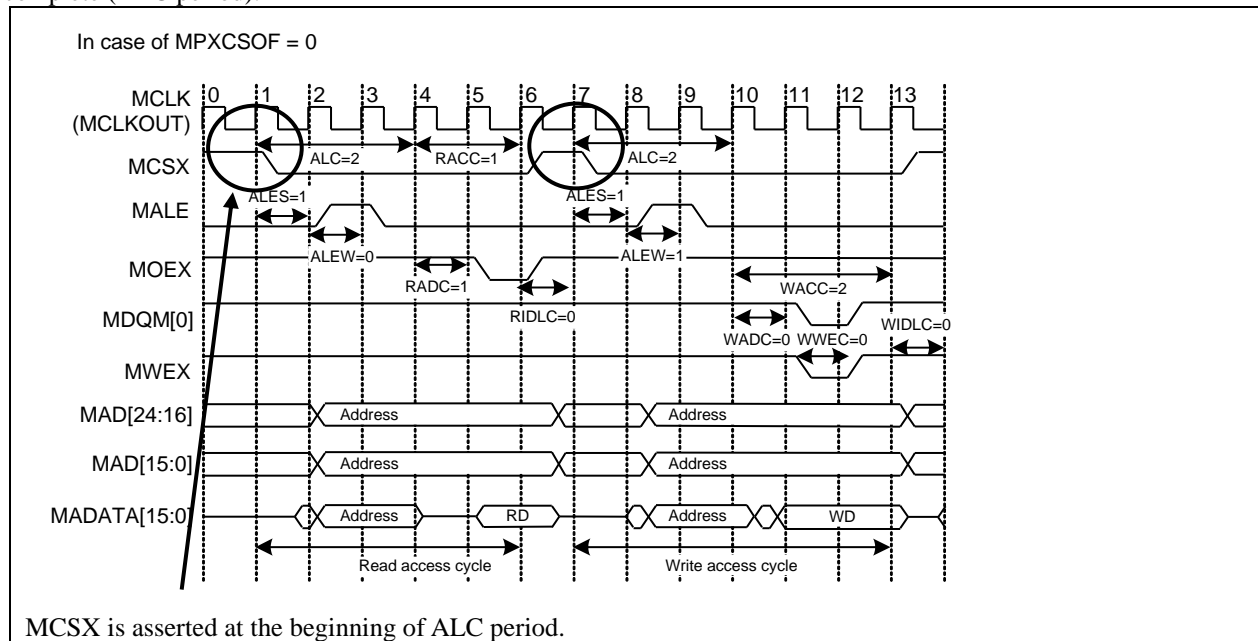 In case of MPXCSOF = 0
0 1 2 3 4 5 6 7 8 9 10 11 12 13
MCLK
(MCLKOUT)
ALC=2 RACC=1 ALC=2
MCSX
ALES=1 ALES=1
MALE
ALEW=0 ALEW=1
MOEX
RADC=1 WACC=2
RIDLC=0
MDQM[0]
WIDLC=0
WADC=0 WWEC=0
MWEX
MAD[24:16] Address Address
MAD[15:0] Address Address
MADATA[15:0] Address RD Address WD
Read access cycle Write access cycle
MCSX is asserted at the beginning of ALC period.